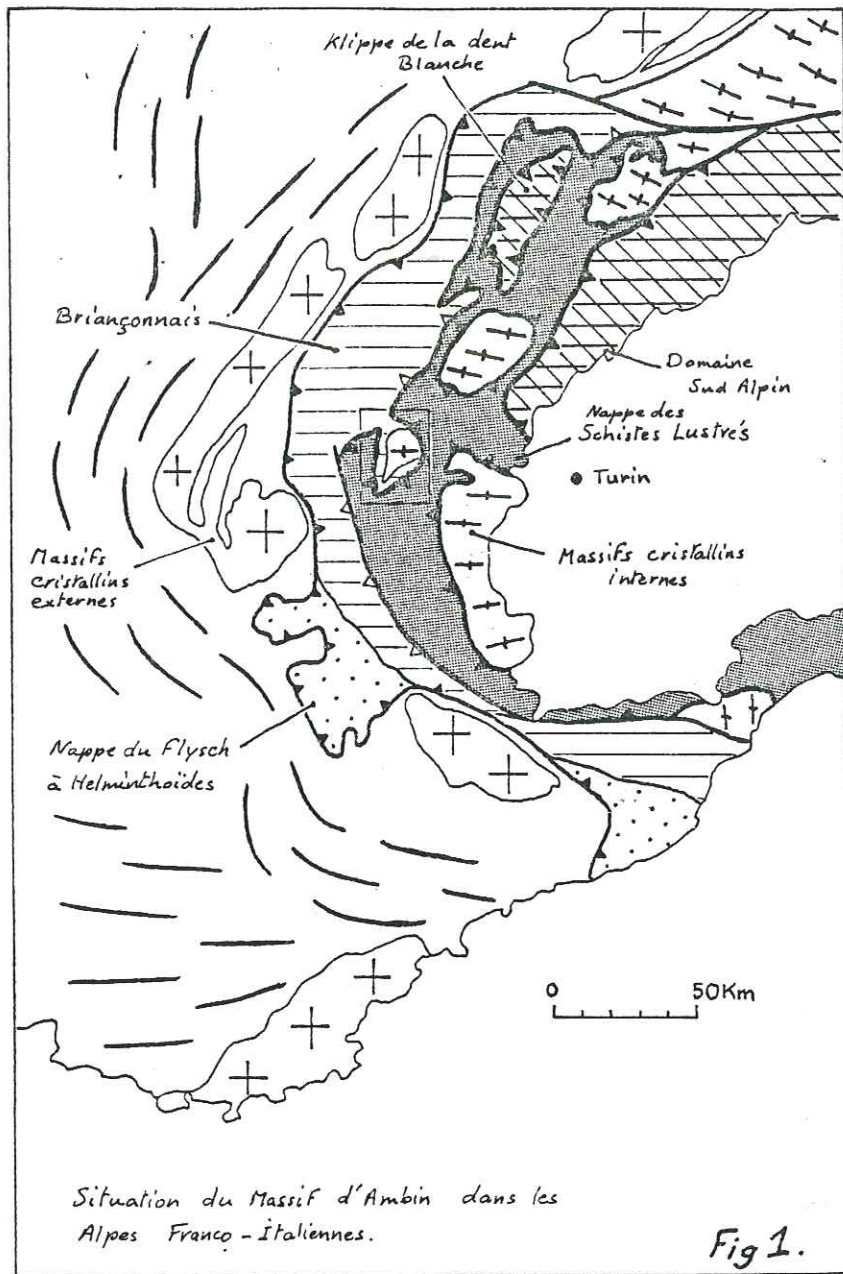 Klippe de la dent
Blanche
Briançonnais
Domaine
Sud Alpin
Nappe des
Schistes Lustrés
Turin
Massifs
cristallins
externes
Massifs cristallins
internes
Nappe du Flysch
à Helminthoïdes
0 50Km
Situation du Massif d'Ambin dans les
Alpes Franco-Italiennes.
Fig 1.